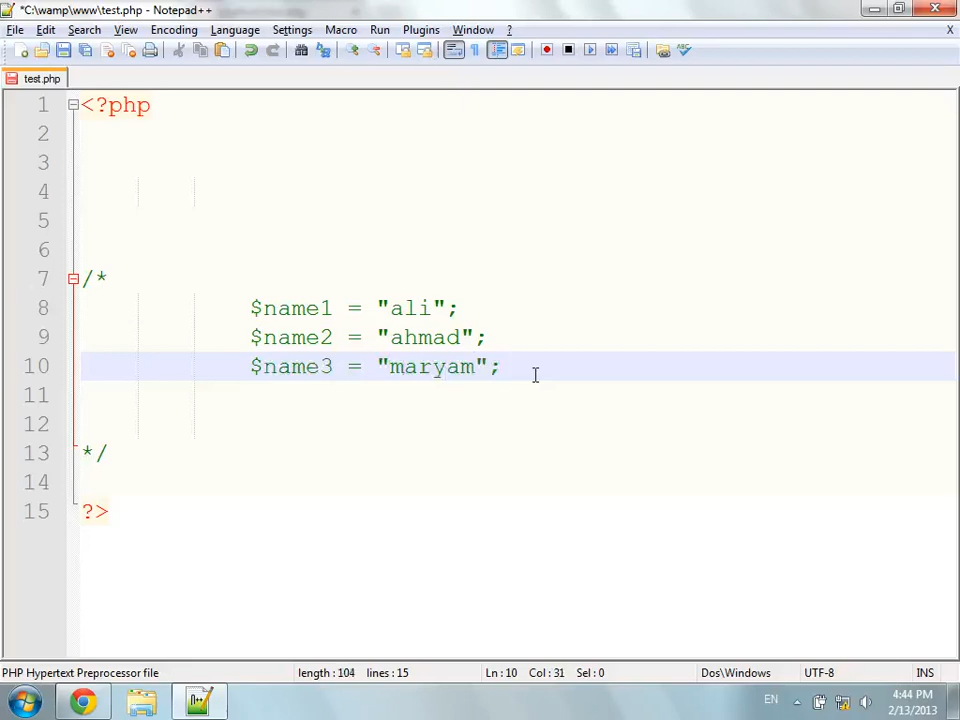 *C:\wamp\www\test.php - Notepad++
File Edit Search View Encoding Language Settings Macro Run Plugins Window ? X
test.php
1 <?php
2
3
4
5
6
7 /*
8 $name1 = "ali";
9 $name2 = "ahmad";
10 $name3 = "maryam";
11
12
13 */
14
15 ?>
PHP Hypertext Preprocessor file length : 104 lines : 15 Ln : 10 Col : 31 Sel : 0 Dos\Windows UTF-8 INS
EN 4:44 PM
2/13/2013